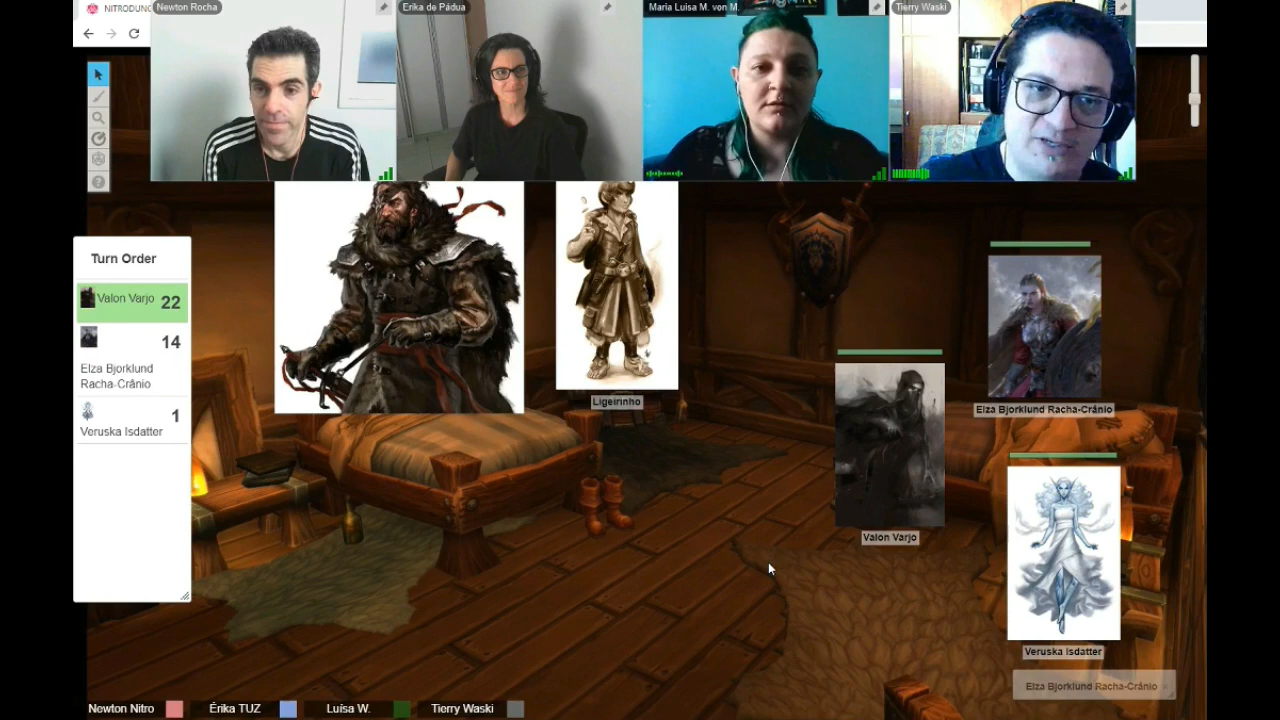 NITRODUNG
Newton Rocha
Erika de Pádua
Maria Luisa M. von M.
Tierry Waski
Turn Order
Valon Varjo 22
14
Elza Bjorklund
Racha-Crânio
1
Veruska Isdatter
Ligeirinho
Elza Bjorklund Racha-Crânio
Valon Varjo
Veruska Isdatter
Elza Bjorklund Racha-Crânio
Newton Nitro
Érika TUZ
Luísa W.
Tierry Waski